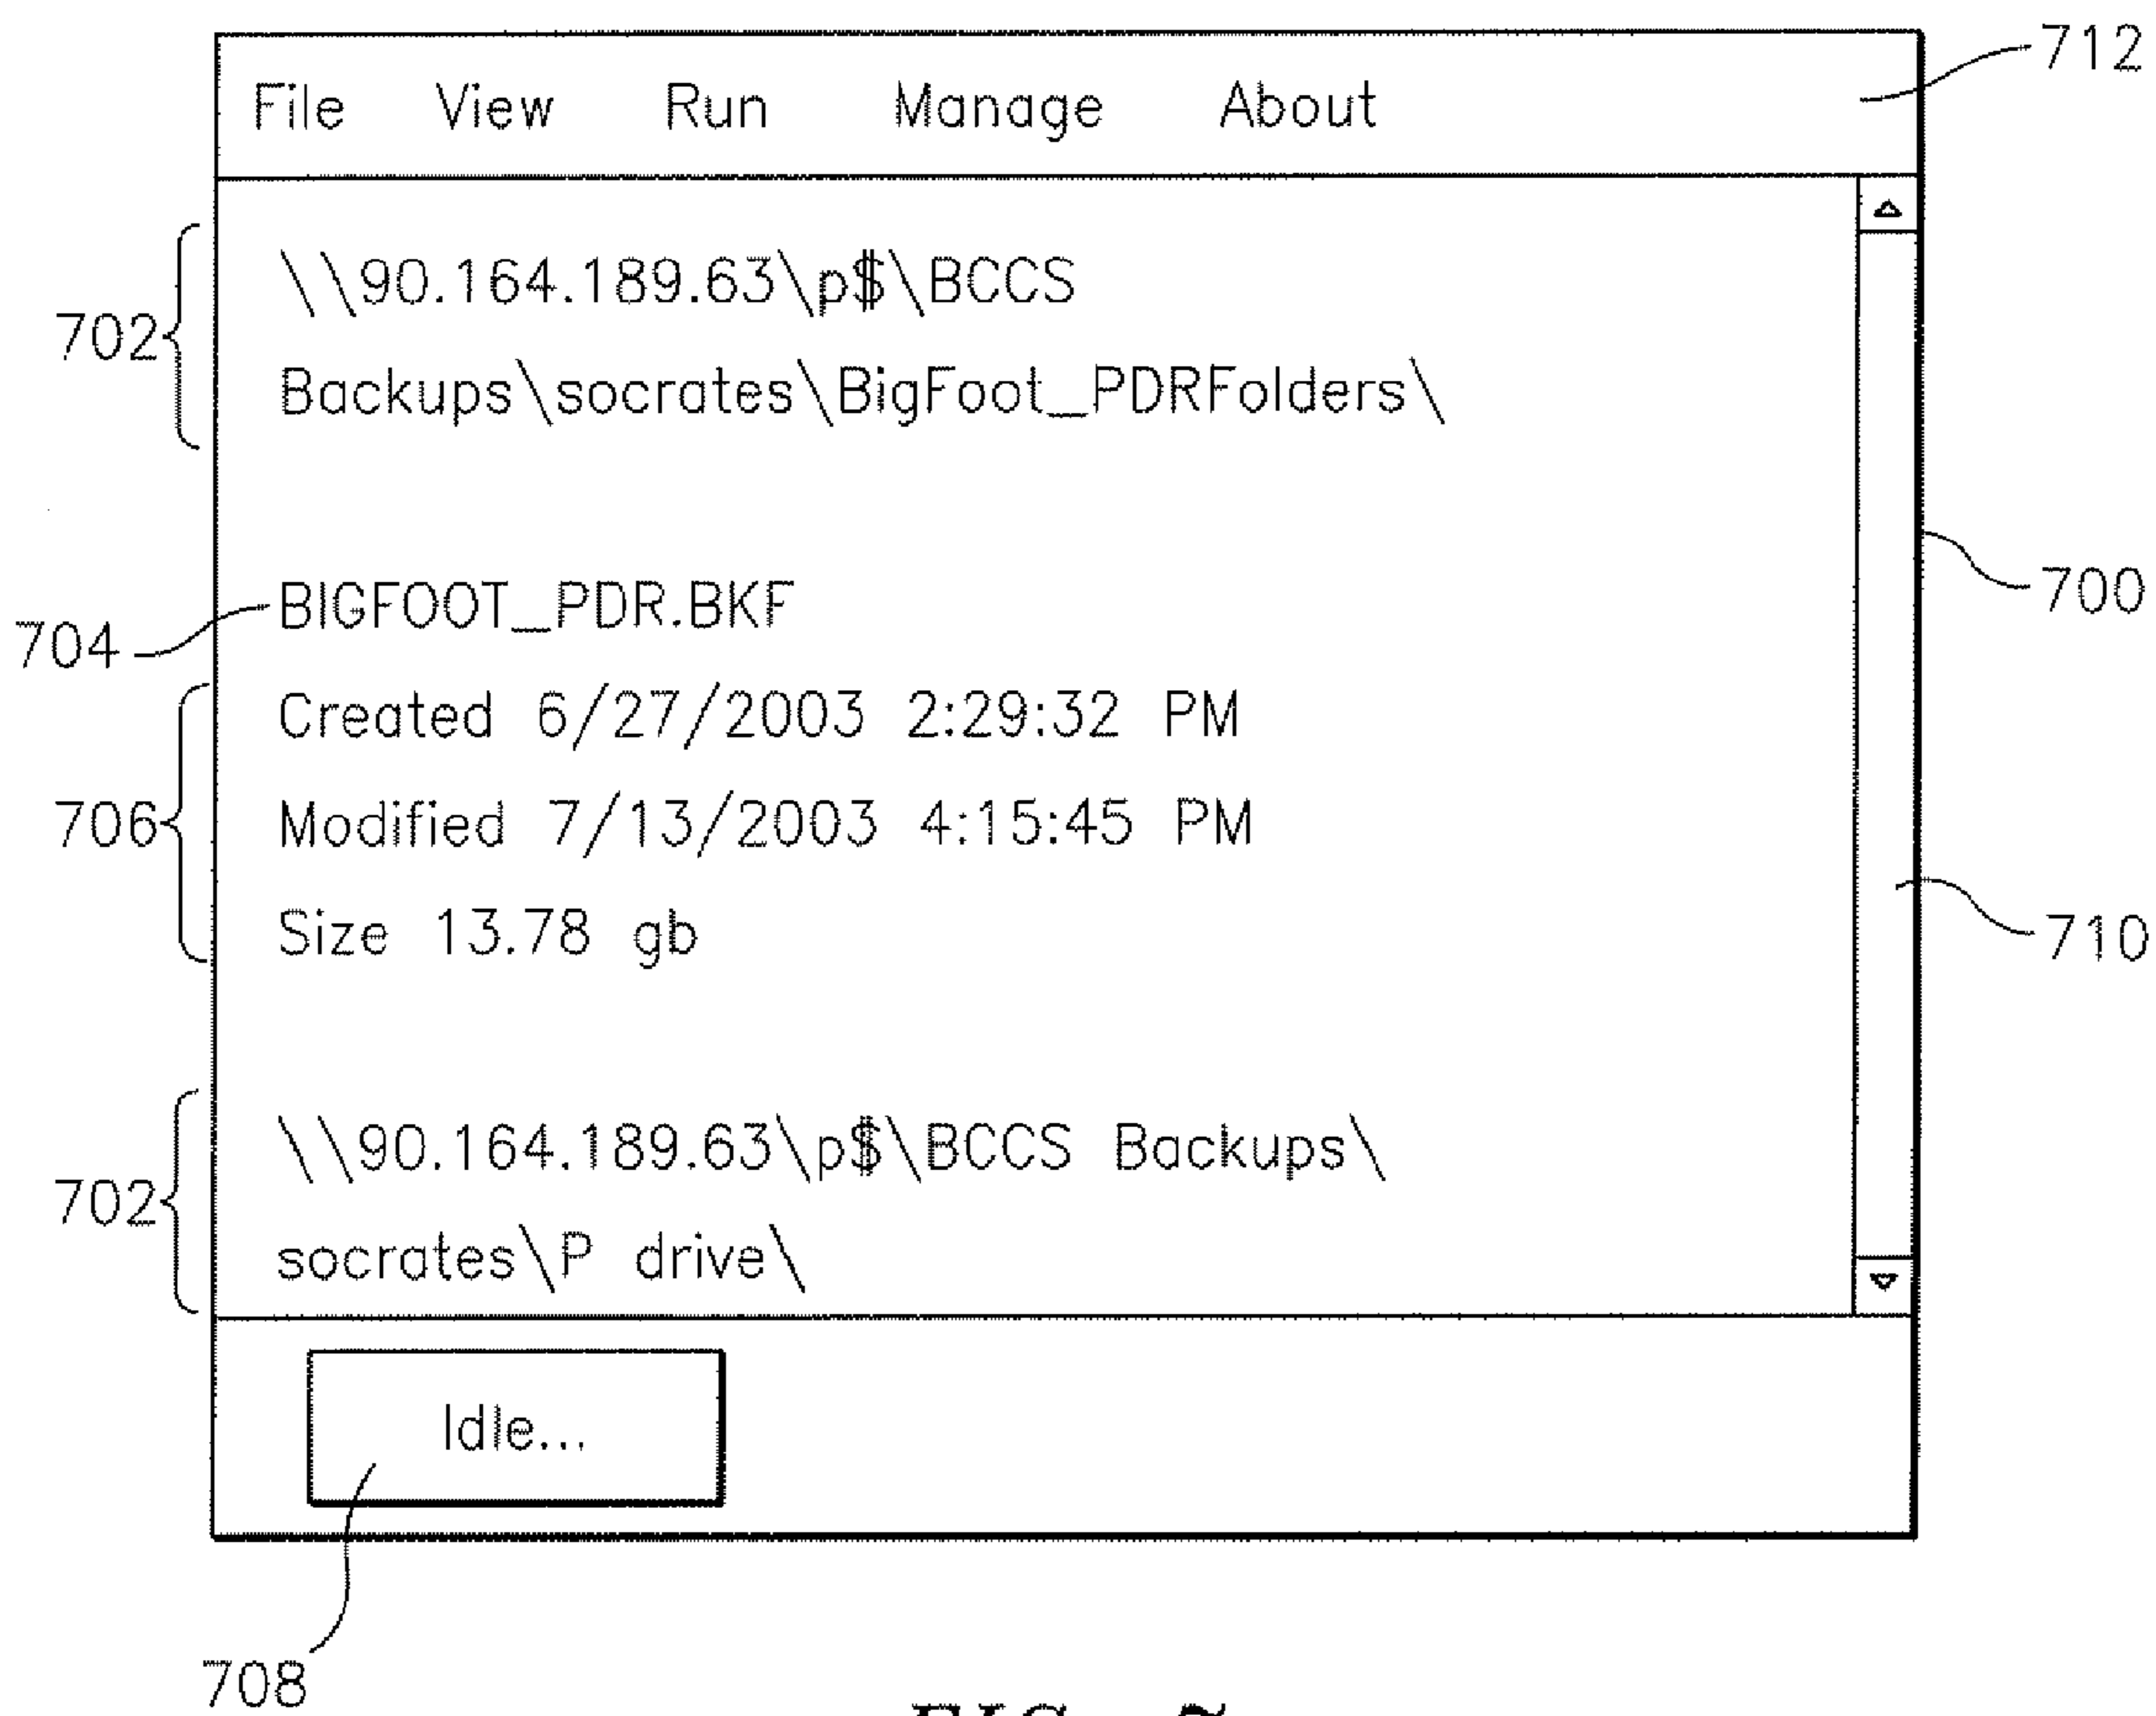 712
File View Run Manage About
\\90.164.189.63\p$\BCCS
702
Backups\socrates\BigFoot_PDRFolders\
700
BIGFOOT_PDR.BKF
704
Created 6/27/2003 2:29:32 PM
706
Modified 7/13/2003 4:15:45 PM
Size 13.78 gb
710
\\90.164.189.63\p$\BCCS Backups\
702
socrates\P drive\
Idle...
708